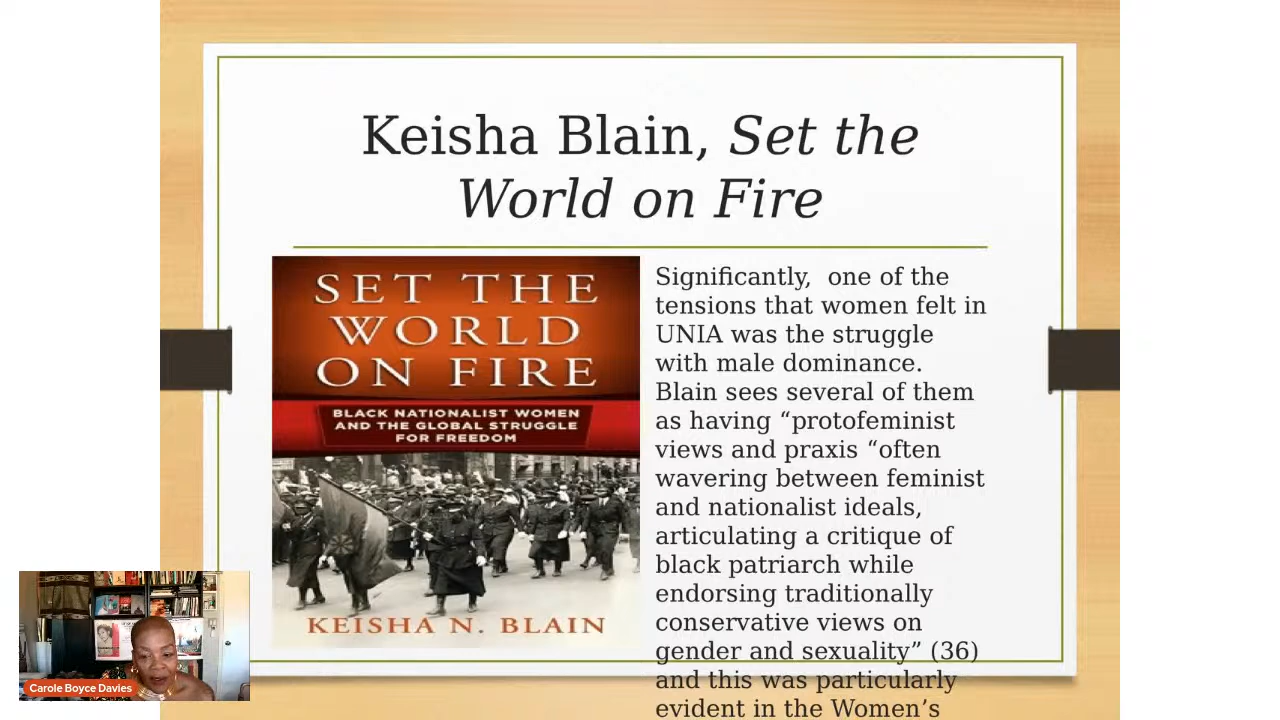 Keisha Blain, Set the
World on Fire
SET THE
WORLD
ON FIRE
BLACK NATIONALIST WOMEN
AND THE GLOBAL STRUGGLE
FOR FREEDOM
KEISHA N. BLAIN
Significantly,  one of the
tensions that women felt in
UNIA was the struggle
with male dominance.
Blain sees several of them
as having “protofeminist
views and praxis “often
wavering between feminist
and nationalist ideals,
articulating a critique of
black patriarch while
endorsing traditionally
conservative views on
gender and sexuality” (36)
and this was particularly
evident in the Women’s
Carole Boyce Davies